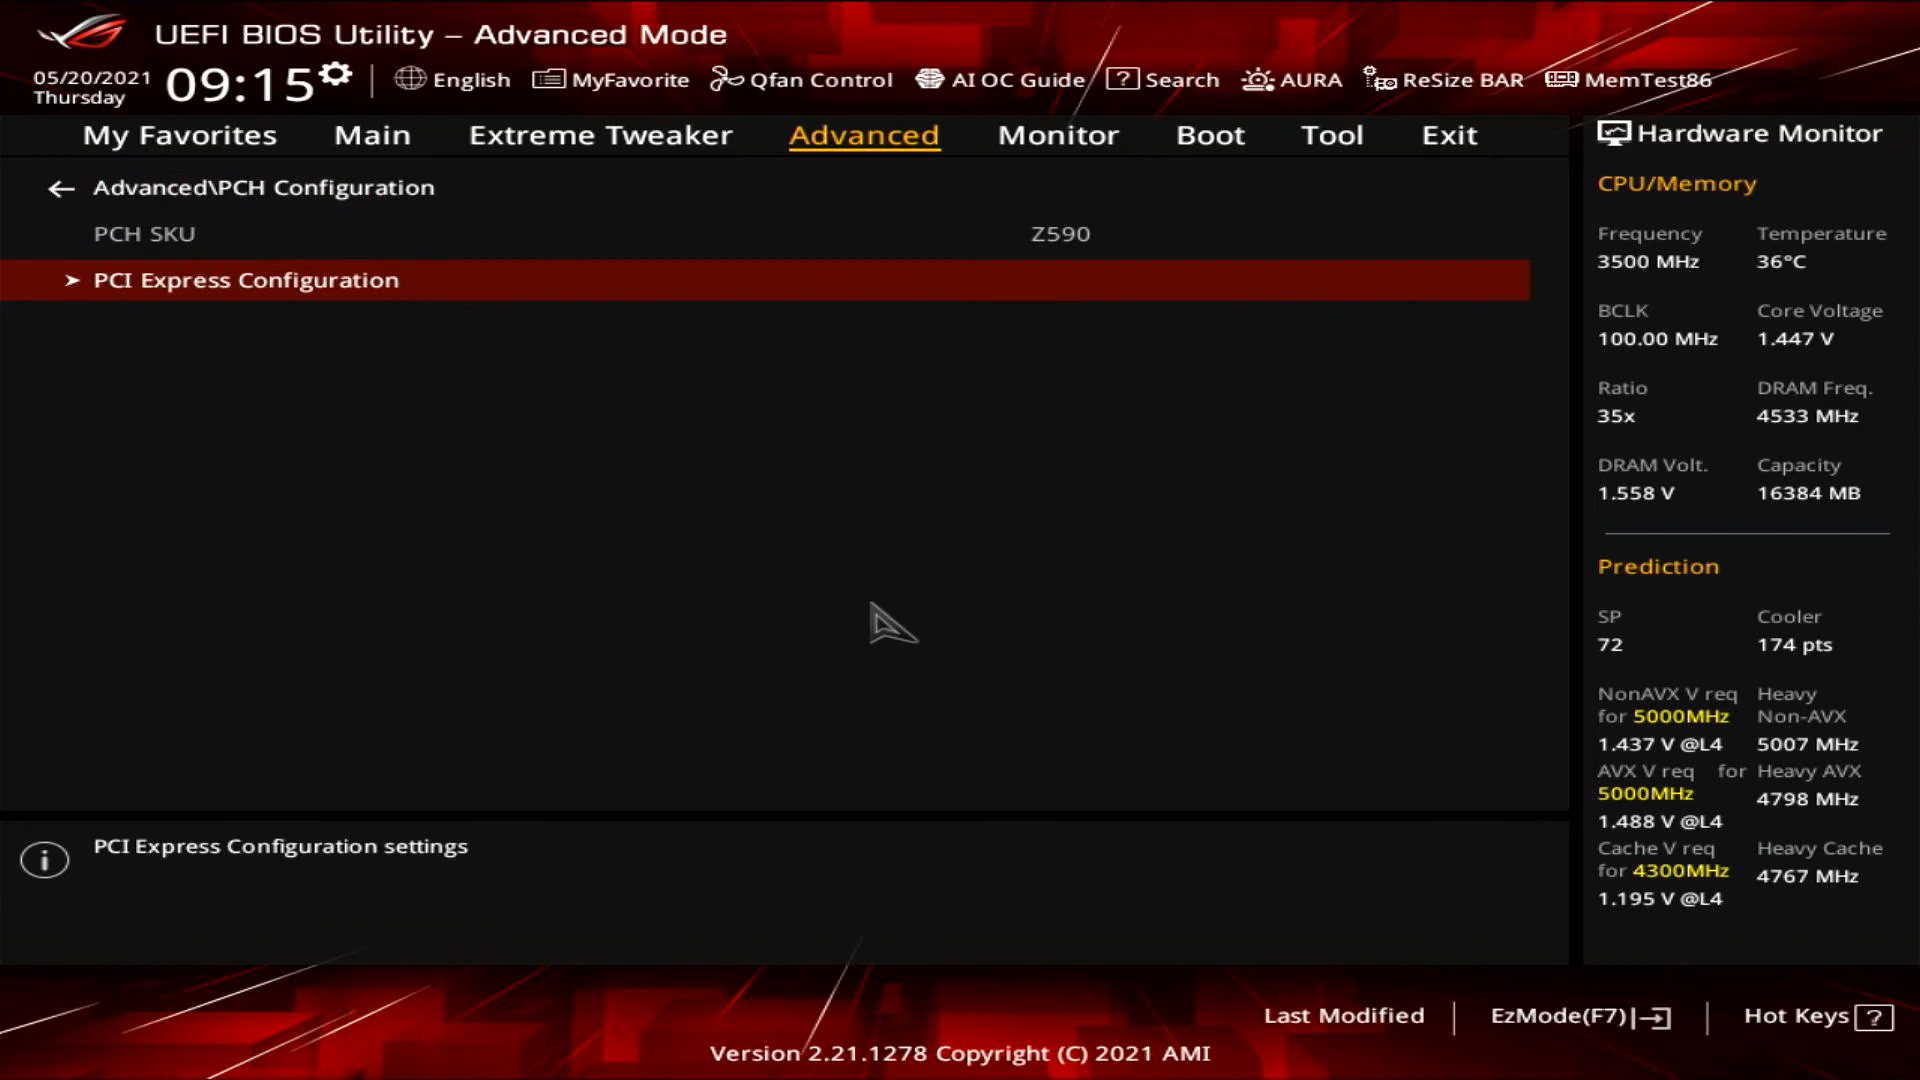 UEFI BIOS Utility – Advanced Mode
05/20/2021
Thursday
09:15
English
MyFavorite
Qfan Control
AI OC Guide
? Search
AURA
ReSize BAR
MemTest86
My Favorites
Main
Extreme Tweaker
Advanced
Monitor
Boot
Tool
Exit
Advanced\PCH Configuration
PCH SKU
Z590
PCI Express Configuration
PCI Express Configuration settings
Hardware Monitor
CPU/Memory
Frequency Temperature
3500 MHz 36°C
BCLK Core Voltage
100.00 MHz 1.447 V
Ratio DRAM Freq.
35x 4533 MHz
DRAM Volt. Capacity
1.558 V 16384 MB
Prediction
SP Cooler
72 174 pts
NonAVX V req Heavy
for 5000MHz Non-AVX
1.437 V @L4 5007 MHz
AVX V req for Heavy AVX
5000MHz 4798 MHz
1.488 V @L4
Cache V req Heavy Cache
for 4300MHz 4767 MHz
1.195 V @L4
Last Modified
EzMode(F7)
Hot Keys ?
Version 2.21.1278 Copyright (C) 2021 AMI